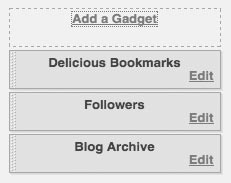 Add a Gadget
Delicious Bookmarks
Edit
Followers
Edit
Blog Archive
Edit